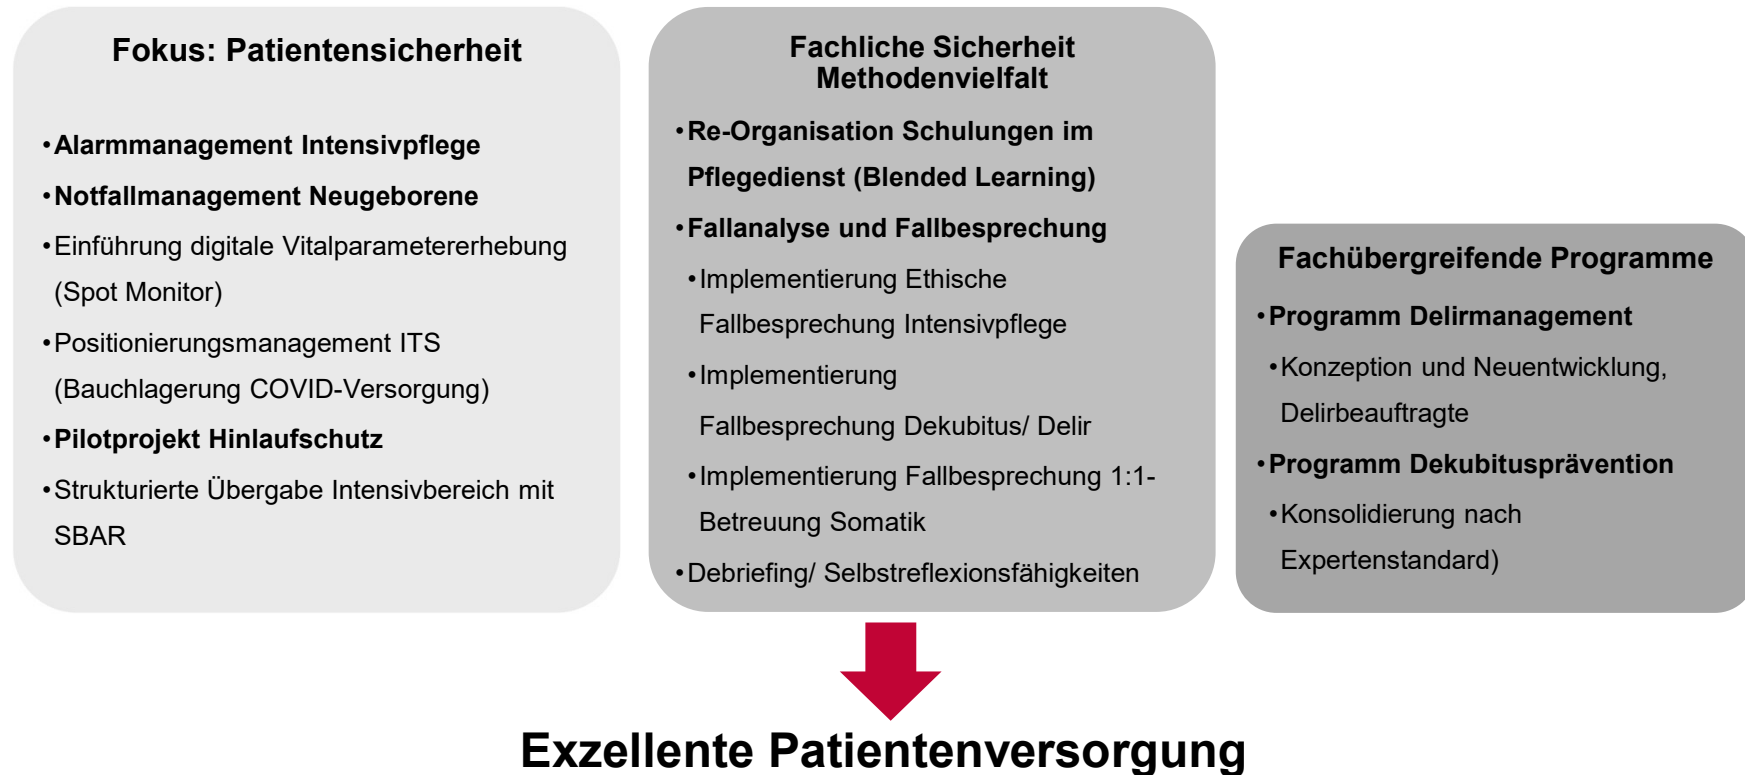 Fokus: Patientensicherheit
•Alarmmanagement Intensivpflege
•Notfallmanagement Neugeborene
•Einführung digitale Vitalparametererhebung
(Spot Monitor)
•Positionierungsmanagement ITS
(Bauchlagerung COVID-Versorgung)
•Pilotprojekt Hinlaufschutz
•Strukturierte Übergabe Intensivbereich mit
SBAR
Fachliche Sicherheit
Methodenvielfalt
•Re-Organisation Schulungen im
Pflegedienst (Blended Learning)
•Fallanalyse und Fallbesprechung
•Implementierung Ethische
Fallbesprechung Intensivpflege
•Implementierung
Fallbesprechung Dekubitus/ Delir
•Implementierung Fallbesprechung 1:1-
Betreuung Somatik
•Debriefing/ Selbstreflexionsfähigkeiten
Fachübergreifende Programme
•Programm Delirmanagement
•Konzeption und Neuentwicklung,
Delirbeauftragte
•Programm Dekubitusprävention
•Konsolidierung nach
Expertenstandard)
Exzellente Patientenversorgung